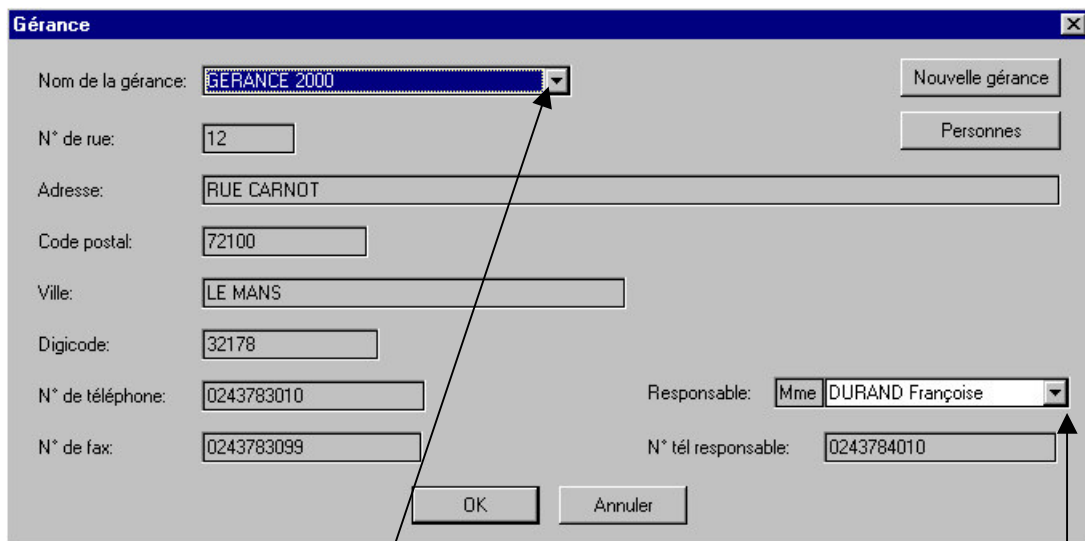 Gérance
Nom de la gérance: GERANCE 2000 Nouvelle gérance
N° de rue: 12 Personnes
Adresse: RUE CARNOT
Code postal: 72100
Ville: LE MANS
Digicode: 32178
N° de téléphone: 0243783010 Responsable: Mme DURAND Françoise
N° de fax: 0243783099 N° tél responsable: 0243784010
OK Annuler